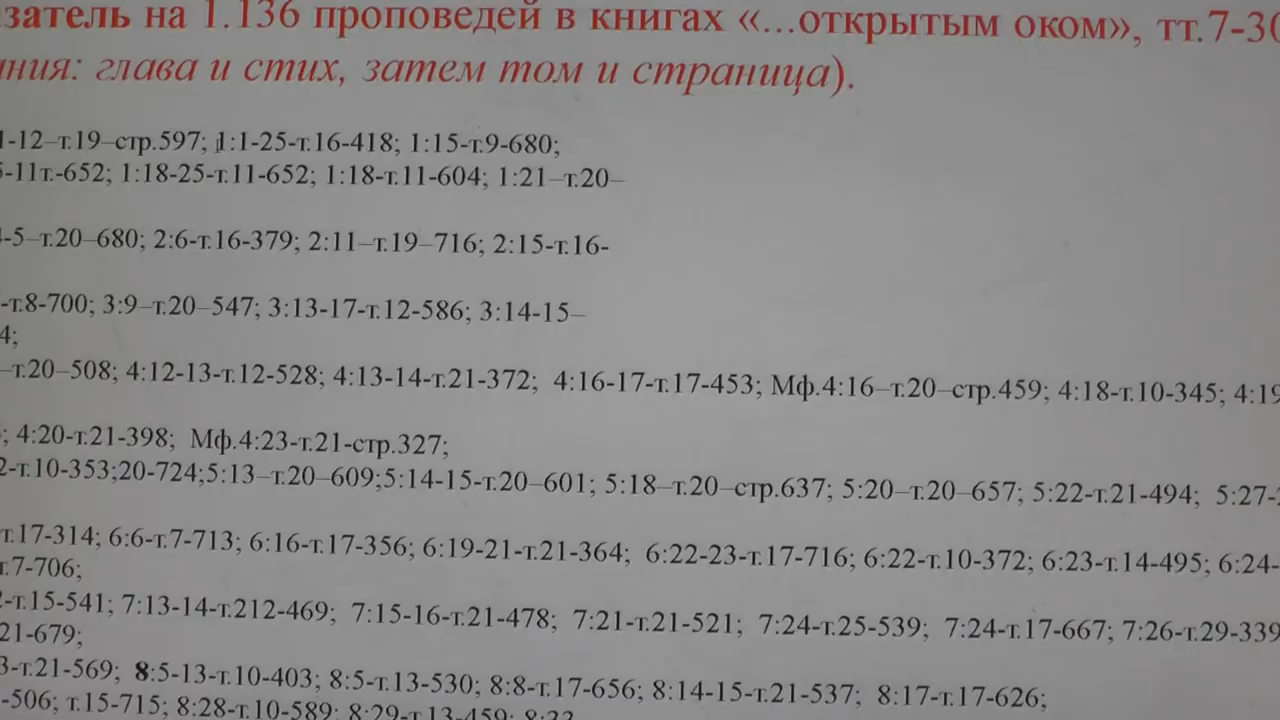 затель на 1.136 проповедей в книгах «...открытым оком», тт.7-30
ния: глава и стих, затем том и страница).
1-12–т.19–стр.597; 1:1-25-т.16-418; 1:15-т.9-680;
-11т.-652; 1:18-25-т.11-652; 1:18-т.11-604; 1:21–т.20–
-5–т.20–680; 2:6-т.16-379; 2:11–т.19–716; 2:15-т.16-
-т.8-700; 3:9–т.20–547; 3:13-17-т.12-586; 3:14-15–
4;
–т.20–508; 4:12-13-т.12-528; 4:13-14-т.21-372; 4:16-17-т.17-453; Мф.4:16–т.20–стр.459; 4:18-т.10-345; 4:19
; 4:20-т.21-398; Мф.4:23-т.21-стр.327;
2-т.10-353;20-724;5:13–т.20–609;5:14-15-т.20–601; 5:18–т.20–стр.637; 5:20–т.20–657; 5:22-т.21-494; 5:27-
т.17-314; 6:6-т.7-713; 6:16-т.17-356; 6:19-21-т.21-364; 6:22-23-т.17-716; 6:22-т.10-372; 6:23-т.14-495; 6:24-
т.7-706;
-т.15-541; 7:13-14-т.212-469; 7:15-16-т.21-478; 7:21-т.21-521; 7:24-т.25-539; 7:24-т.17-667; 7:26-т.29-339
21-679;
3-т.21-569; 8:5-13-т.10-403; 8:5-т.13-530; 8:8-т.17-656; 8:14-15-т.21-537; 8:17-т.17-626;
-506; т.15-715; 8:28-т.10-589; 8:29-т.13-459; 8:32